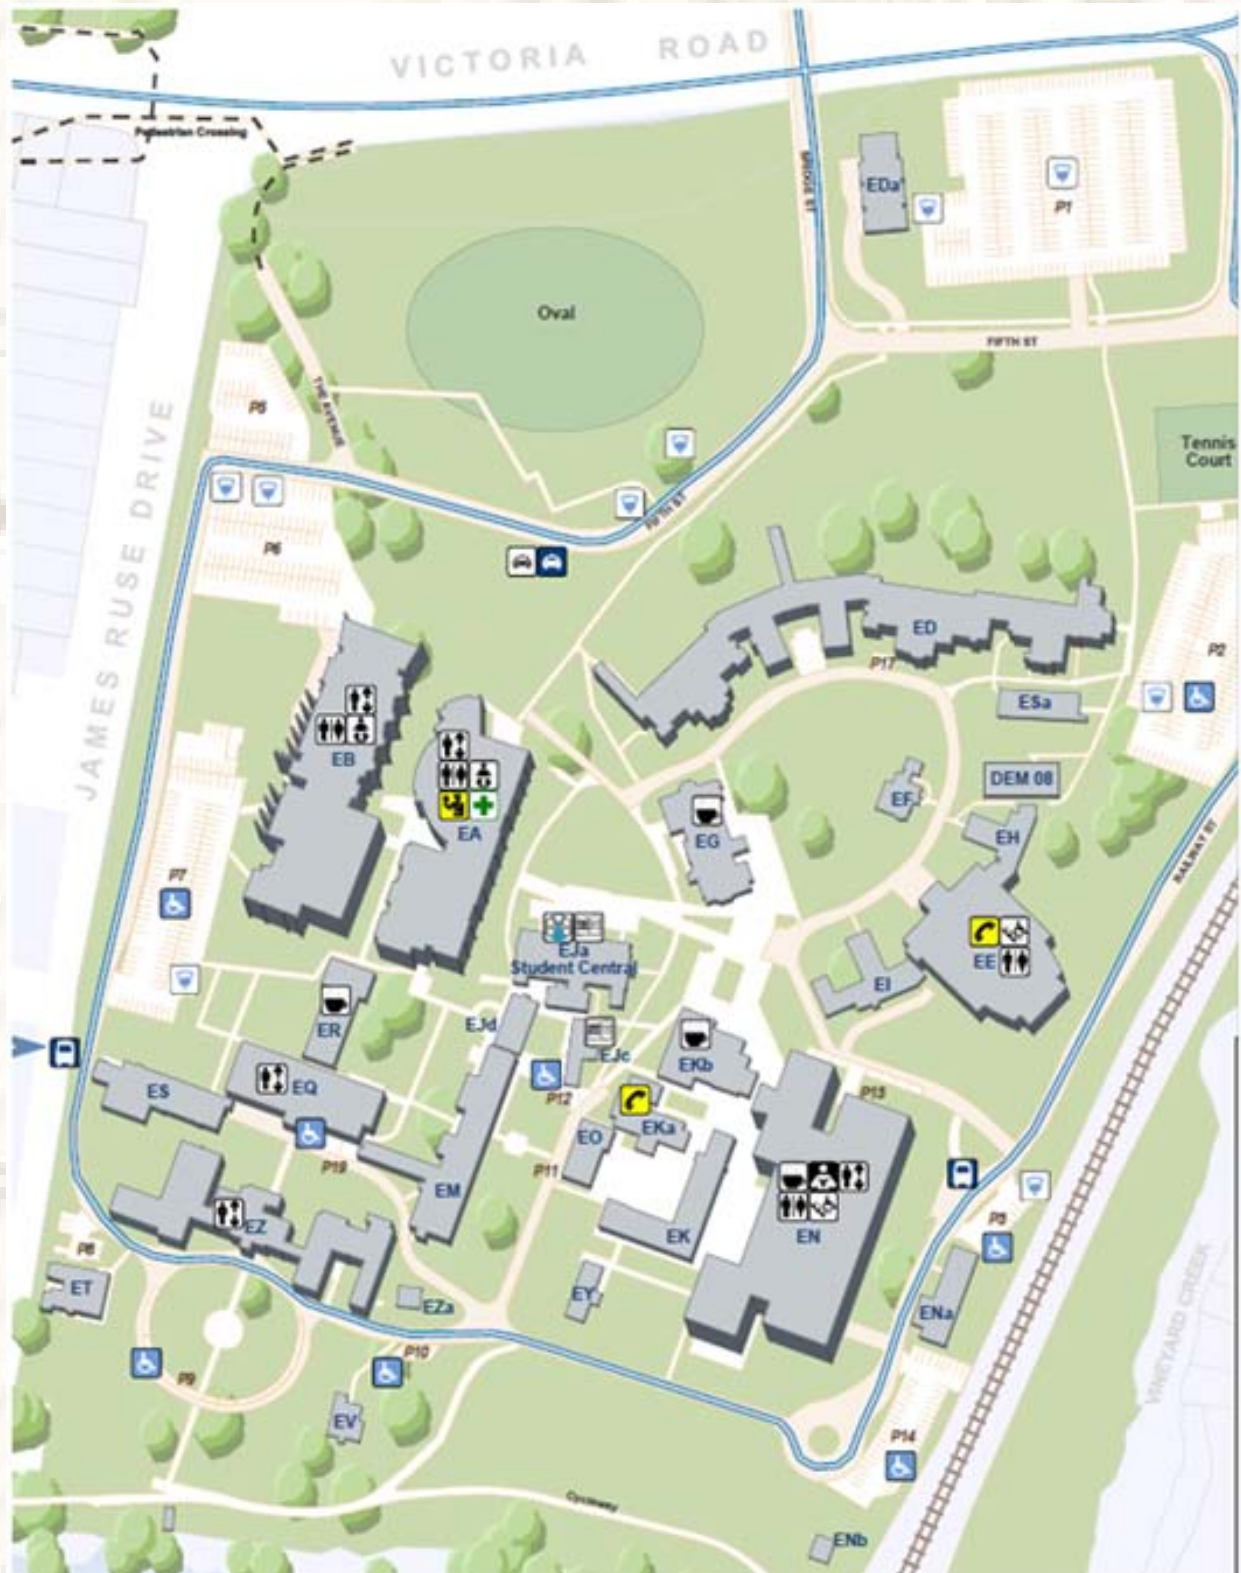 VICTORIA ROAD
Pedestrian Crossing
BRIDGE ST
EDa
P1
Oval
FIFTH ST
THE AVENUE
P5
JAMES RUSE DRIVE
Tennis
Court
FIFTH ST
P6
ED
P17
P2
ESa
EB
DEM 08
EF
EA
EG
EH
RAILWAY ST
P7
EJa
Student Central
EE
EI
ER
EJd
EJc
EKb
ES
EQ
P12
P13
EKa
EO
P19
P11
EM
EK
EN
EZ
P8
ET
EY
ENa
EZa
VINEYARD CREEK
P10
P9
EV
P14
Cycleway
ENb